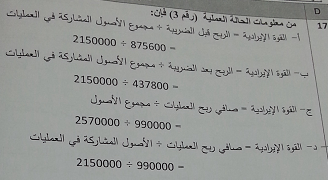 D
17 من معلومات الحالة العملية (رقم 3) فإن:
أ- القوة الإيرادية = الربح قبل الضريبة ÷ مجموع الأصول المشاركة في العمليات
= 875600 ÷ 2150000
ب- القوة الإيرادية = الربح بعد الضريبة ÷ مجموع الأصول المشاركة في العمليات
= 437800 ÷ 2150000
ج- القوة الإيرادية = صافي ربح العمليات ÷ مجموع الأصول
= 990000 ÷ 2570000
د- القوة الإيرادية = صافي ربح العمليات ÷ الأصول المشاركة في العمليات
= 990000 ÷ 2150000